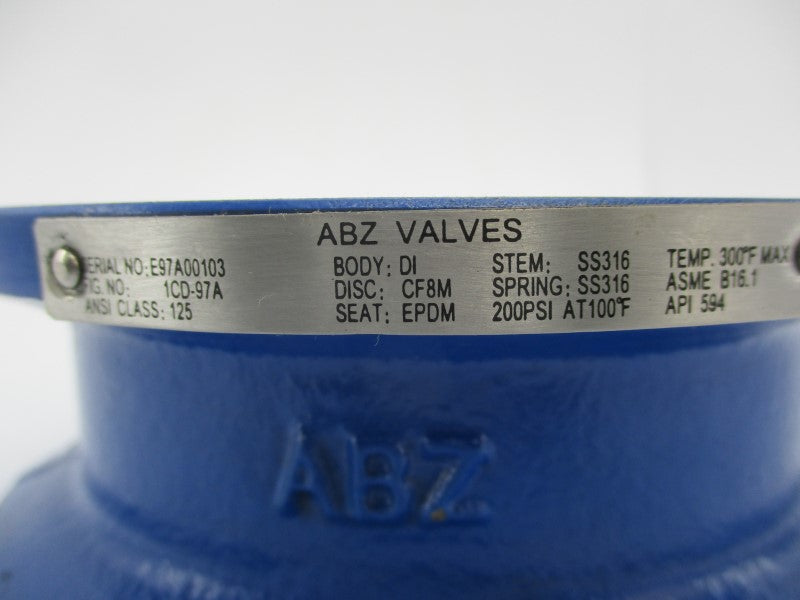 ABZ VALVES
SERIAL NO: E97A00103
FIG. NO: 1CD-97A
ANSI CLASS: 125
BODY: DI
DISC: CF8M
SEAT: EPDM
STEM: SS316
SPRING: SS316
200PSI AT100°F
TEMP. 300°F MAX
ASME B16.1
API 594
ABZ